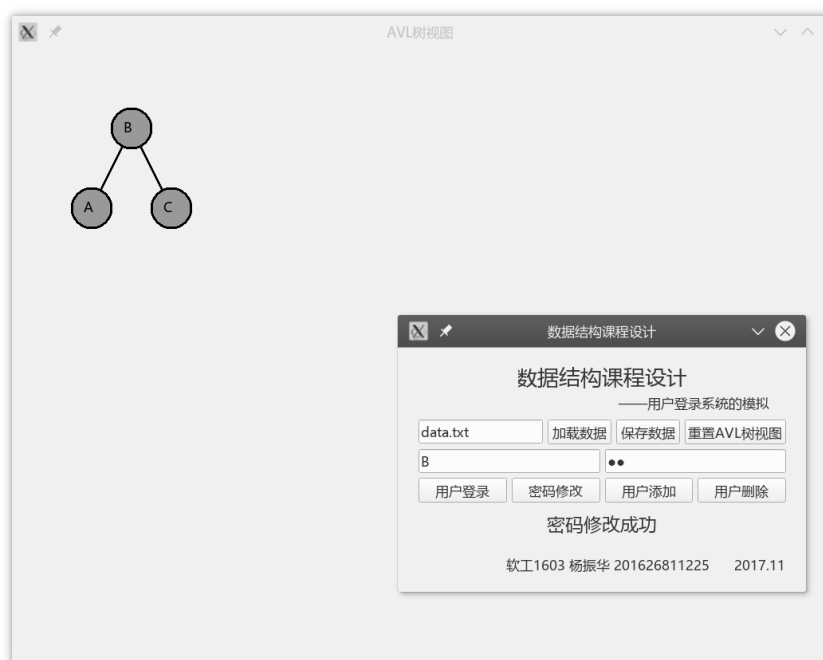 AVL树视图
B
A
C
数据结构课程设计
数据结构课程设计
——用户登录系统的模拟
data.txt 加载数据 保存数据 重置AVL树视图
B ●●
用户登录 密码修改 用户添加 用户删除
密码修改成功
软工1603 杨振华 201626811225 2017.11